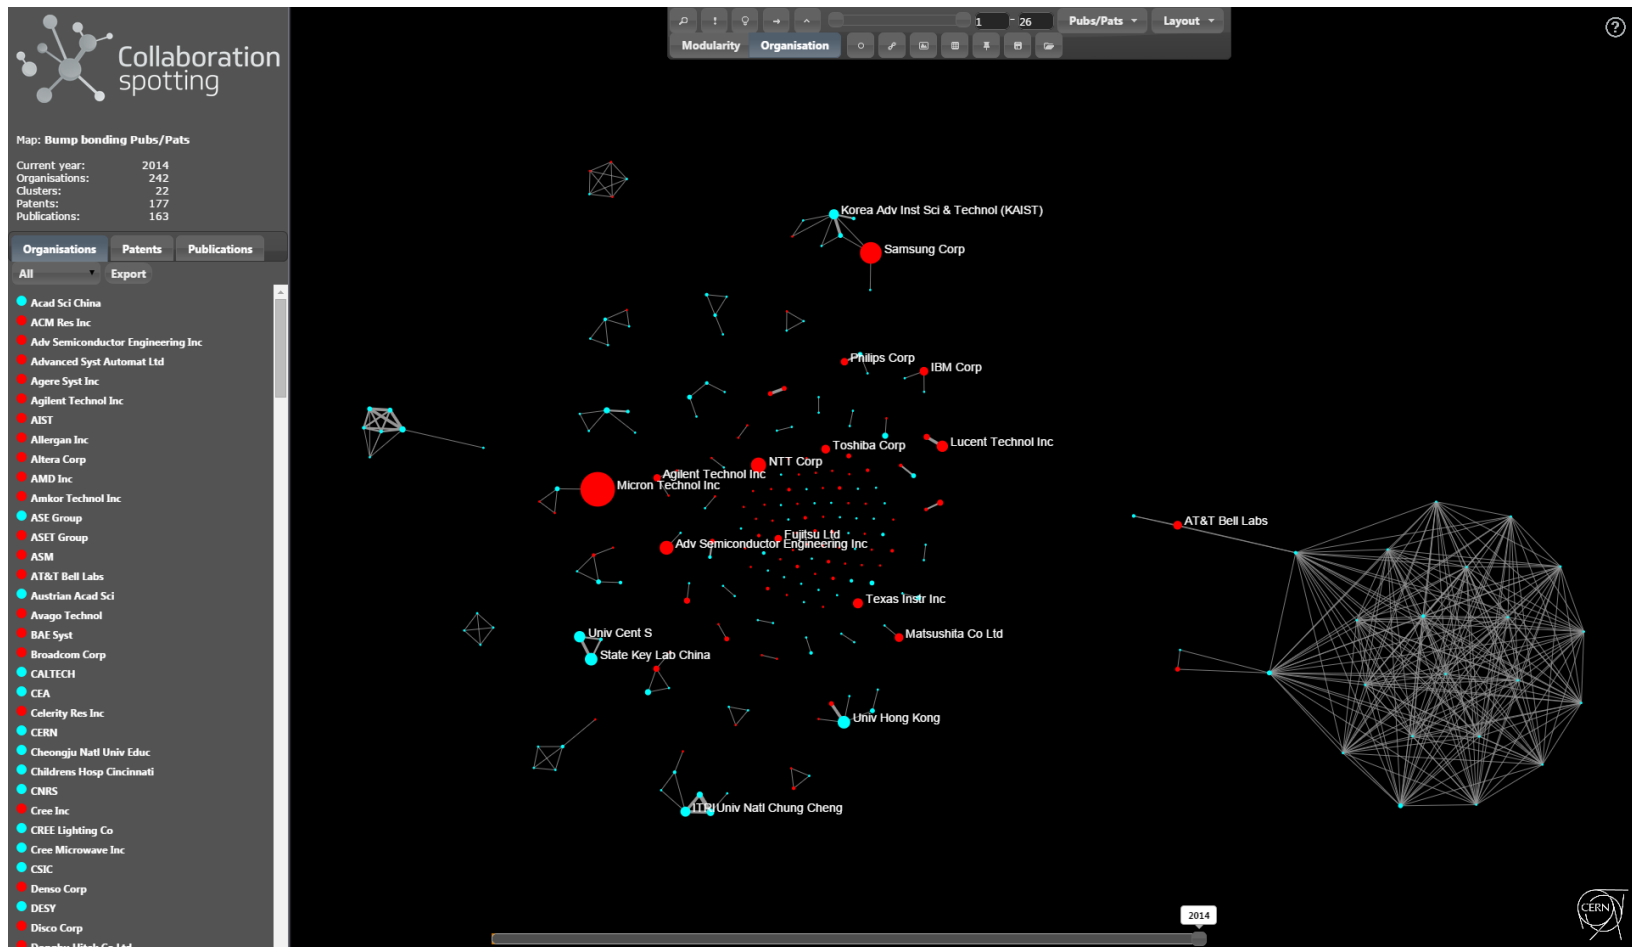 Collaboration
spotting
Map: Bump bonding Pubs/Pats
Current year: 2014
Organisations: 242
Clusters: 22
Patents: 177
Publications: 163
Organisations Patents Publications
All Export
Acad Sci China
ACM Res Inc
Adv Semiconductor Engineering Inc
Advanced Syst Automat Ltd
Agere Syst Inc
Agilent Technol Inc
AIST
Allergan Inc
Altera Corp
AMD Inc
Amkor Technol Inc
ASE Group
ASET Group
ASM
AT&T Bell Labs
Austrian Acad Sci
Avago Technol
BAE Syst
Broadcom Corp
CALTECH
CEA
Celerity Res Inc
CERN
Cheongju Natl Univ Educ
Childrens Hosp Cincinnati
CNRS
Cree Inc
CREE Lighting Co
Cree Microwave Inc
CSIC
Denso Corp
DESY
Disco Corp
1 - 26 Pubs/Pats Layout
Modularity Organisation
?
Korea Adv Inst Sci & Technol (KAIST)
Samsung Corp
Philips Corp
IBM Corp
Lucent Technol Inc
Toshiba Corp
NTT Corp
Agilent Technol Inc
Micron Technol Inc
AT&T Bell Labs
Fujitsu Ltd
Adv Semiconductor Engineering Inc
Texas Instr Inc
Univ Cent S
Matsushita Co Ltd
State Key Lab China
Univ Hong Kong
ITRI
Univ Natl Chung Cheng
2014
CERN